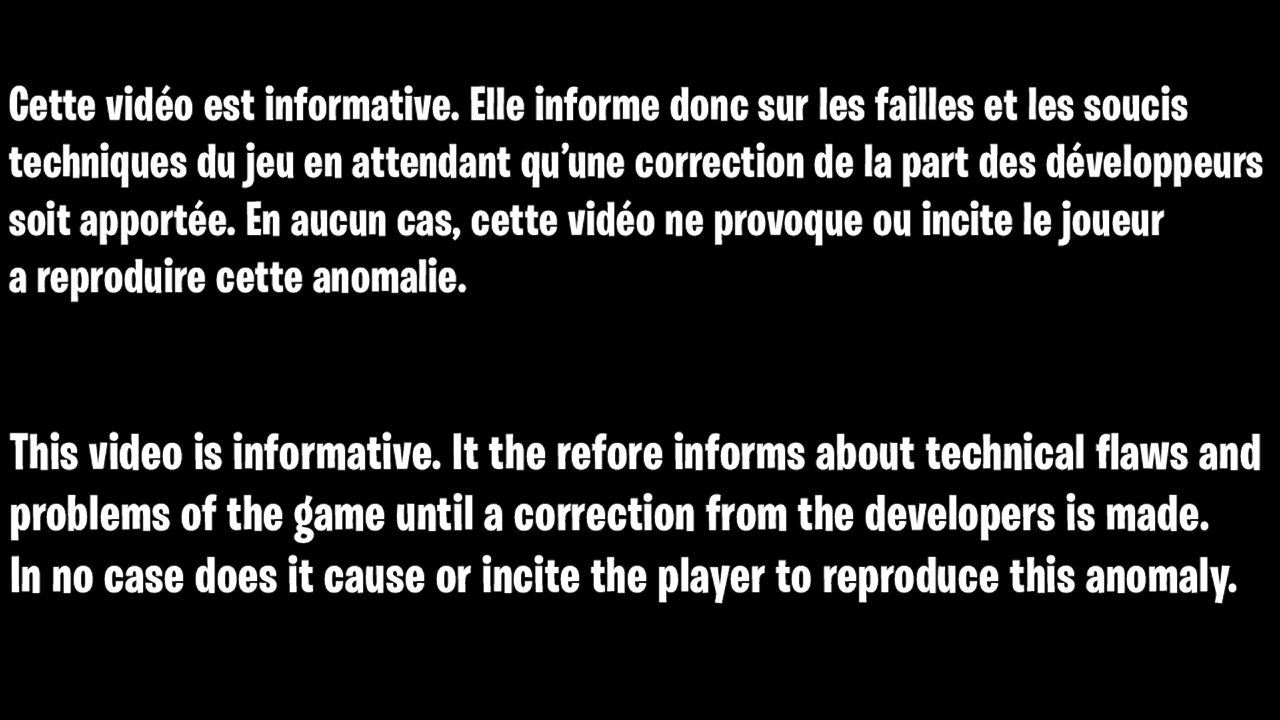 Cette vidéo est informative. Elle informe donc sur les failles et les soucis
techniques du jeu en attendant qu'une correction de la part des développeurs
soit apportée. En aucun cas, cette vidéo ne provoque ou incite le joueur
a reproduire cette anomalie.
This video is informative. It the refore informs about technical flaws and
problems of the game until a correction from the developers is made.
In no case does it cause or incite the player to reproduce this anomaly.